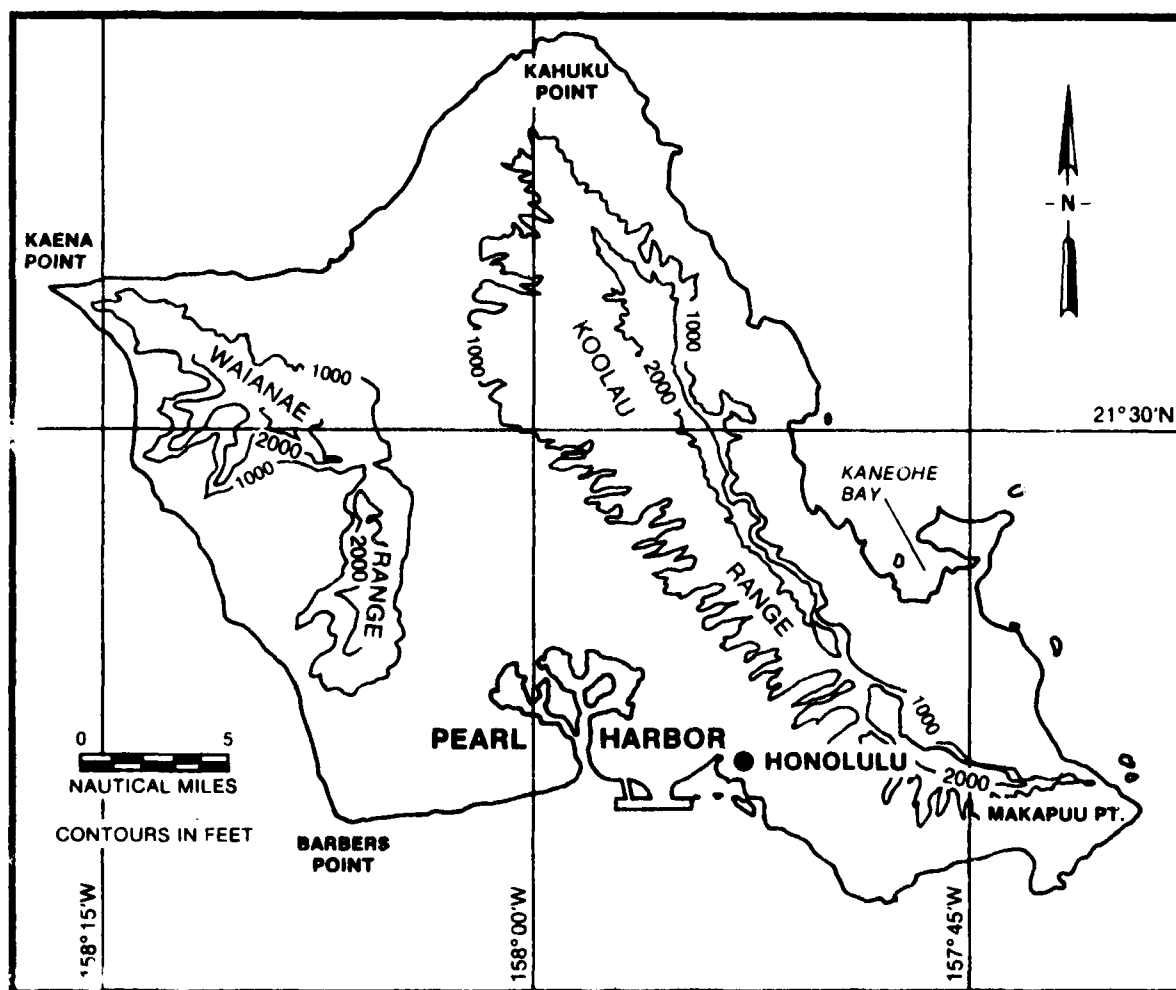 KAHUKU
POINT
- N -
KAENA
POINT
WAIANAE
1000
1000
KOOLAU
2000
1000
21°30'N
2000
1000
KANEOHE
BAY
2000
RANGE
RANGE
1000
PEARL HARBOR
HONOLULU
0 5
NAUTICAL MILES
2000
MAKAPUU PT.
CONTOURS IN FEET
BARBERS
POINT
158°15'W
158°00'W
157°45'W